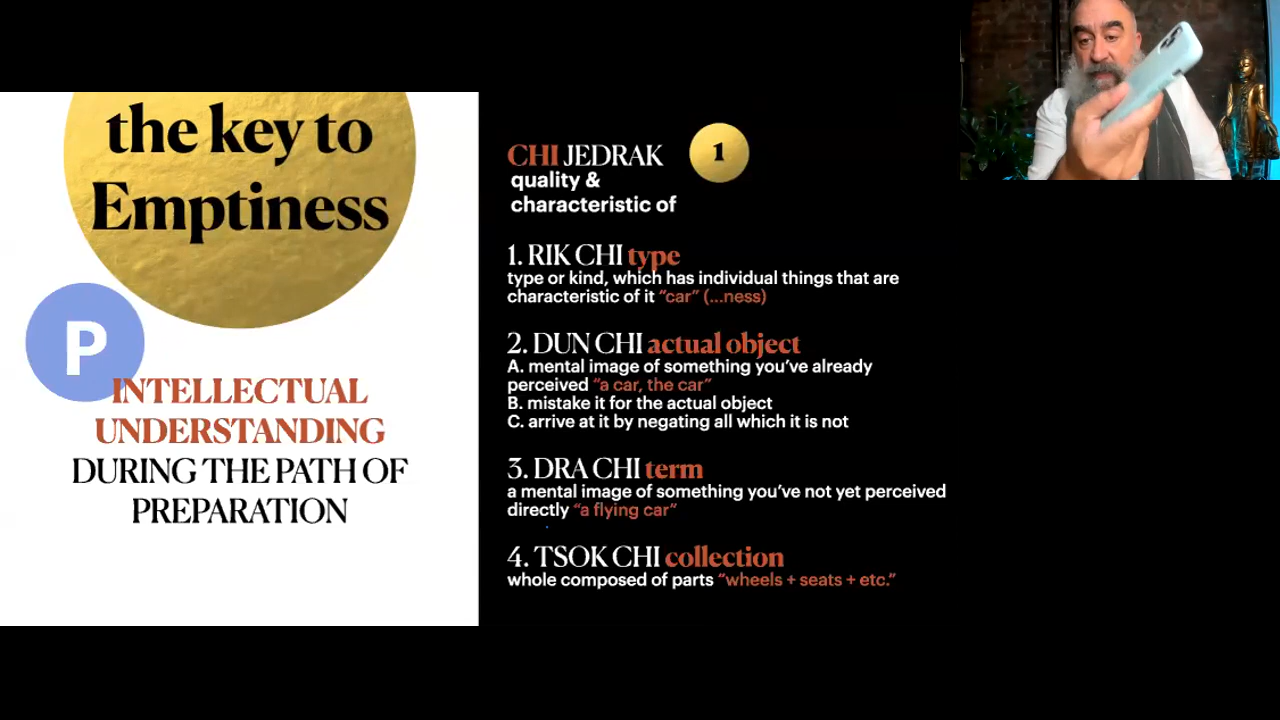 the key to
Emptiness
P
INTELLECTUAL
UNDERSTANDING
DURING THE PATH OF
PREPARATION
CHI JEDRAK
quality &
characteristic of
1
1. RIK CHI type
type or kind, which has individual things that are
characteristic of it “car” (...ness)
2. DUN CHI actual object
A. mental image of something you’ve already
perceived “a car, the car”
B. mistake it for the actual object
C. arrive at it by negating all which it is not
3. DRA CHI term
a mental image of something you’ve not yet perceived
directly “a flying car”
4. TSOK CHI collection
whole composed of parts “wheels + seats + etc.”